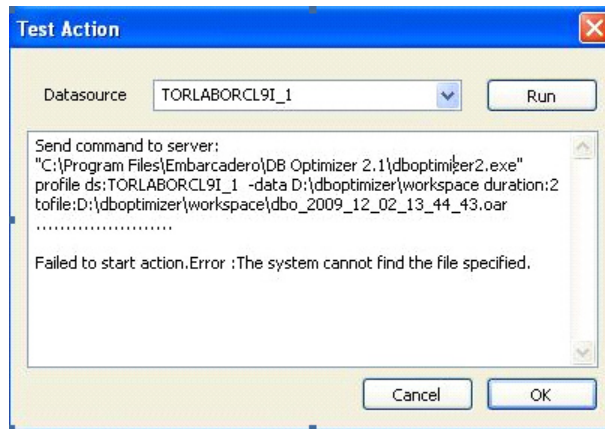 Test Action
Datasource TORLABORCL9I_1 Run
Send command to server:
"C:\Program Files\Embarcadero\DB Optimizer 2.1\dboptimizer2.exe"
profile ds:TORLABORCL9I_1 -data D:\dboptimizer\workspace duration:2
tofile:D:\dboptimizer\workspace\dbo_2009_12_02_13_44_43.oar
.......................
Failed to start action.Error :The system cannot find the file specified.
Cancel OK